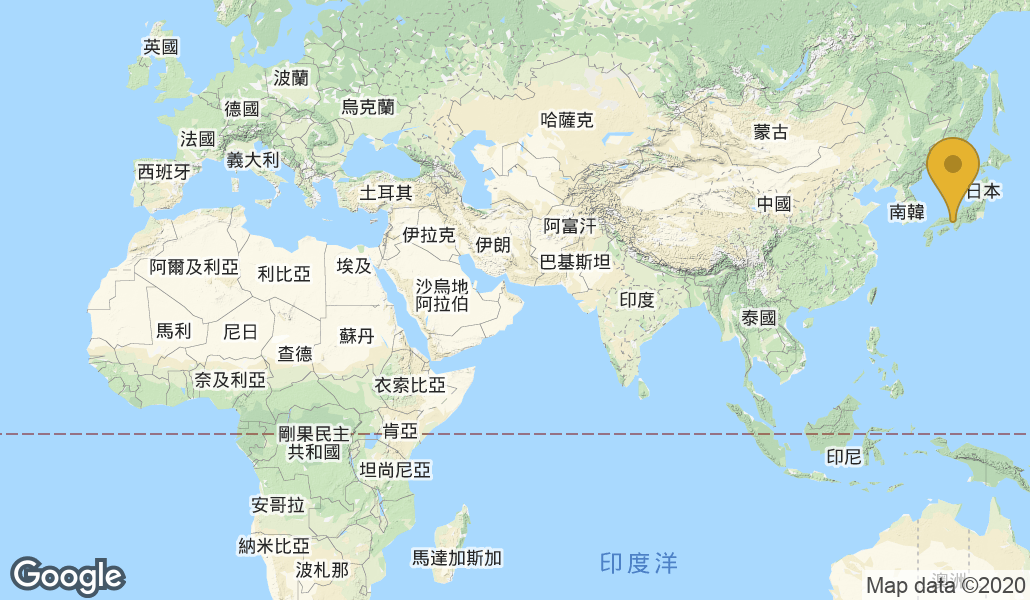 英國
波蘭
德國
烏克蘭
哈薩克
蒙古
法國
義大利
西班牙
土耳其
日本
中國
南韓
伊拉克
伊朗
阿富汗
巴基斯坦
阿爾及利亞
利比亞
埃及
沙烏地
阿拉伯
印度
泰國
馬利
尼日
查德
蘇丹
奈及利亞
衣索比亞
剛果民主
共和國
肯亞
坦尚尼亞
印尼
安哥拉
納米比亞
波札那
馬達加斯加
印度洋
澳洲
Google
Map data ©2020